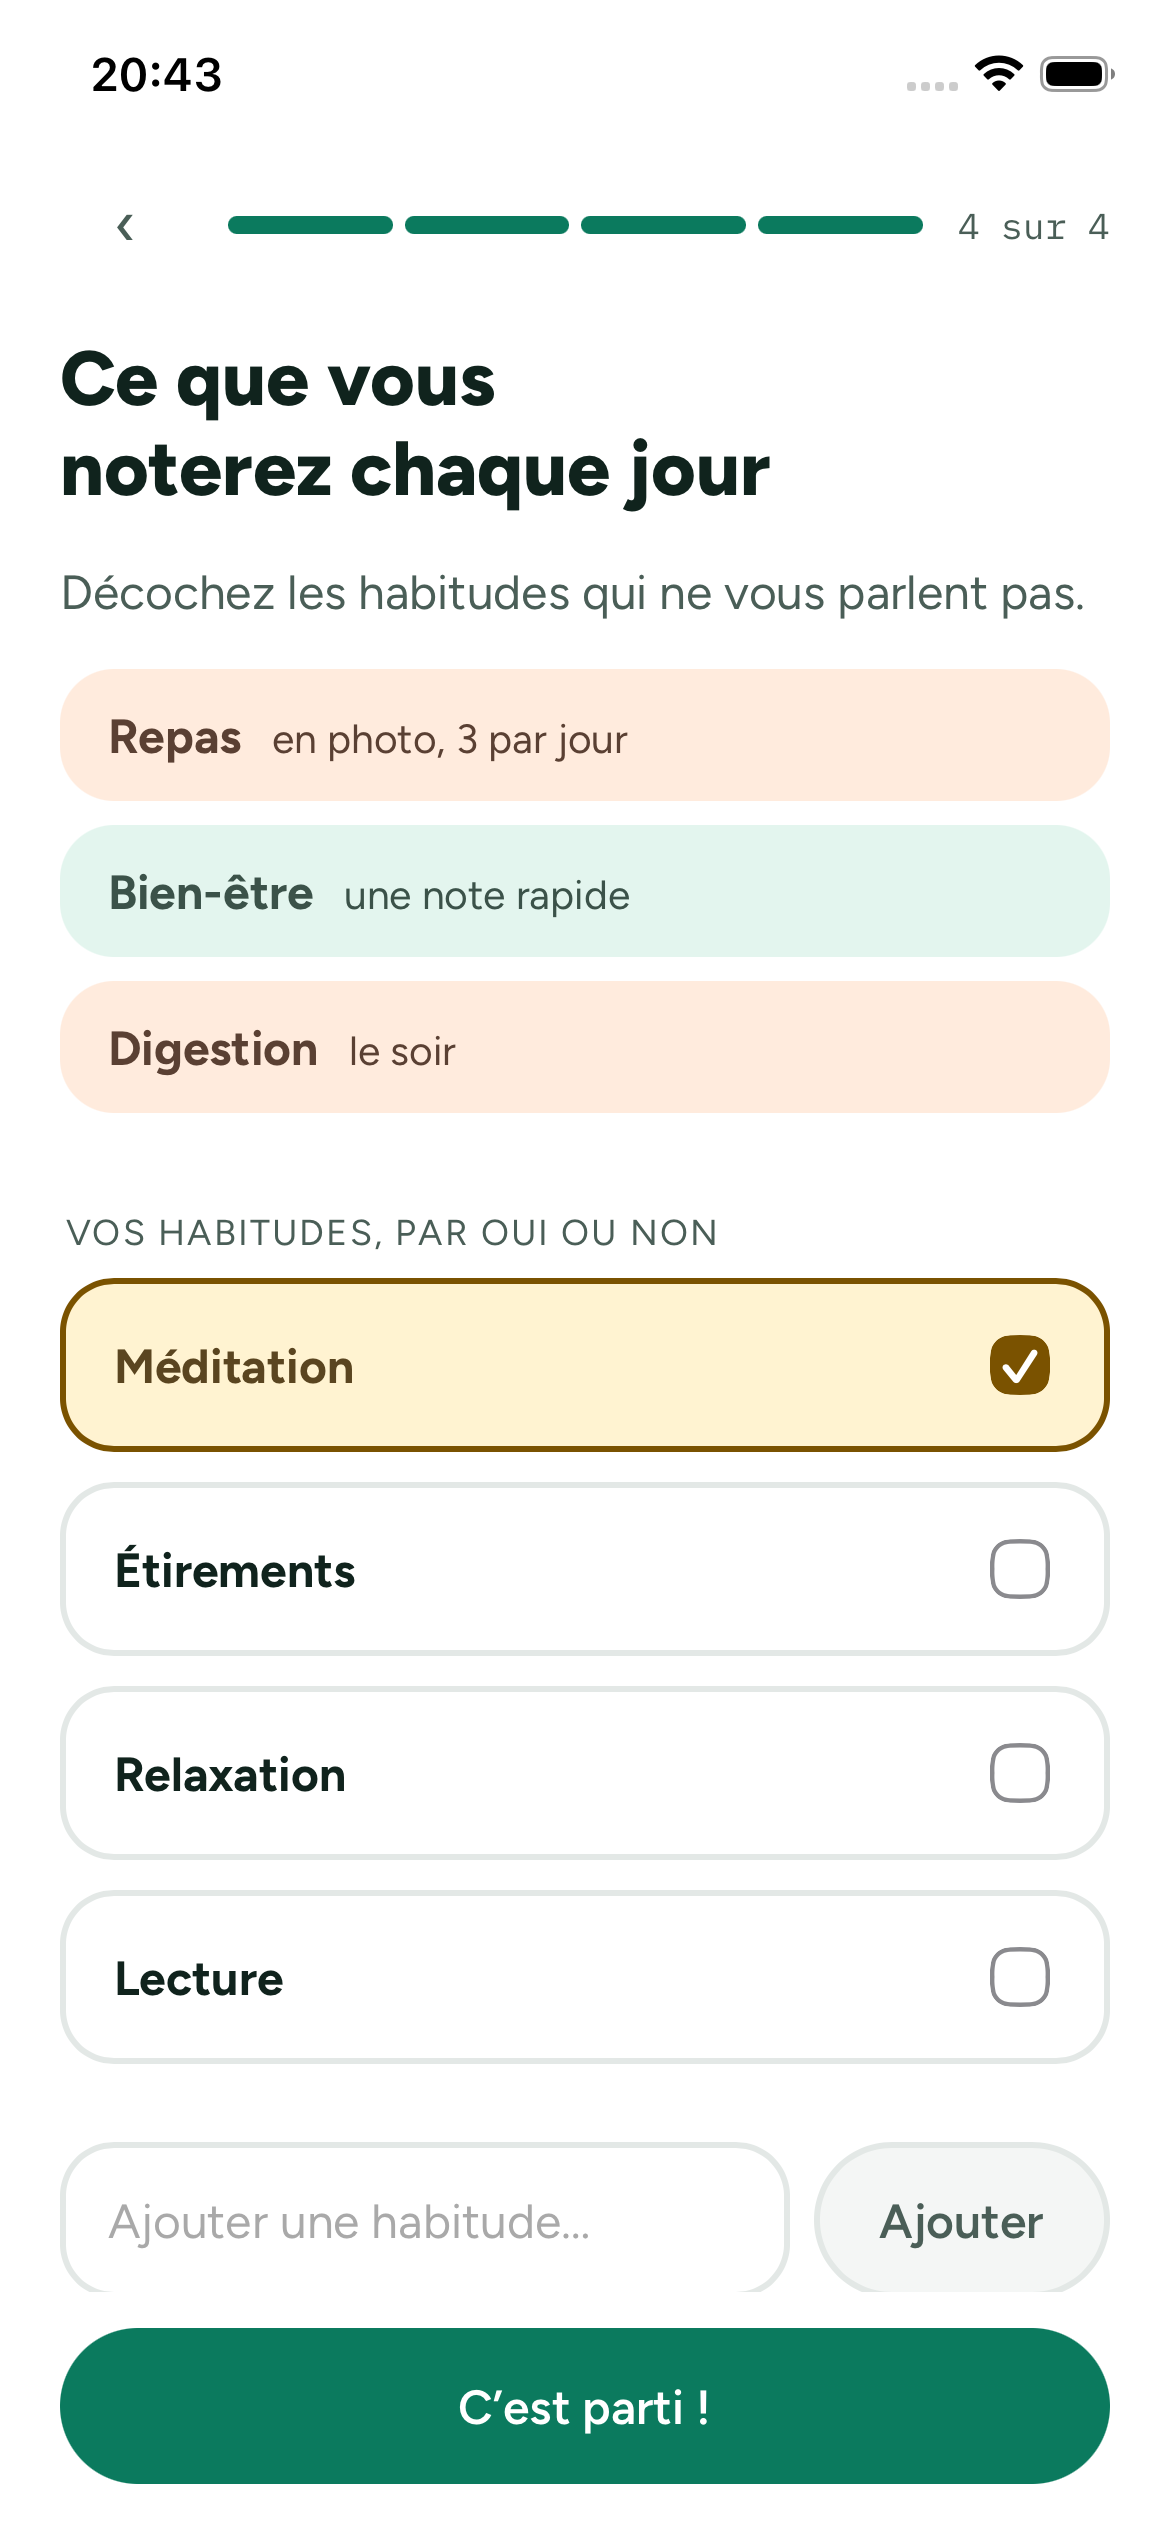 20:43
4 sur 4
Ce que vous
noterez chaque jour
Décochez les habitudes qui ne vous parlent pas.
Repas en photo, 3 par jour
Bien-être une note rapide
Digestion le soir
VOS HABITUDES, PAR OUI OU NON
Méditation
Étirements
Relaxation
Lecture
Ajouter une habitude...
Ajouter
C’est parti !